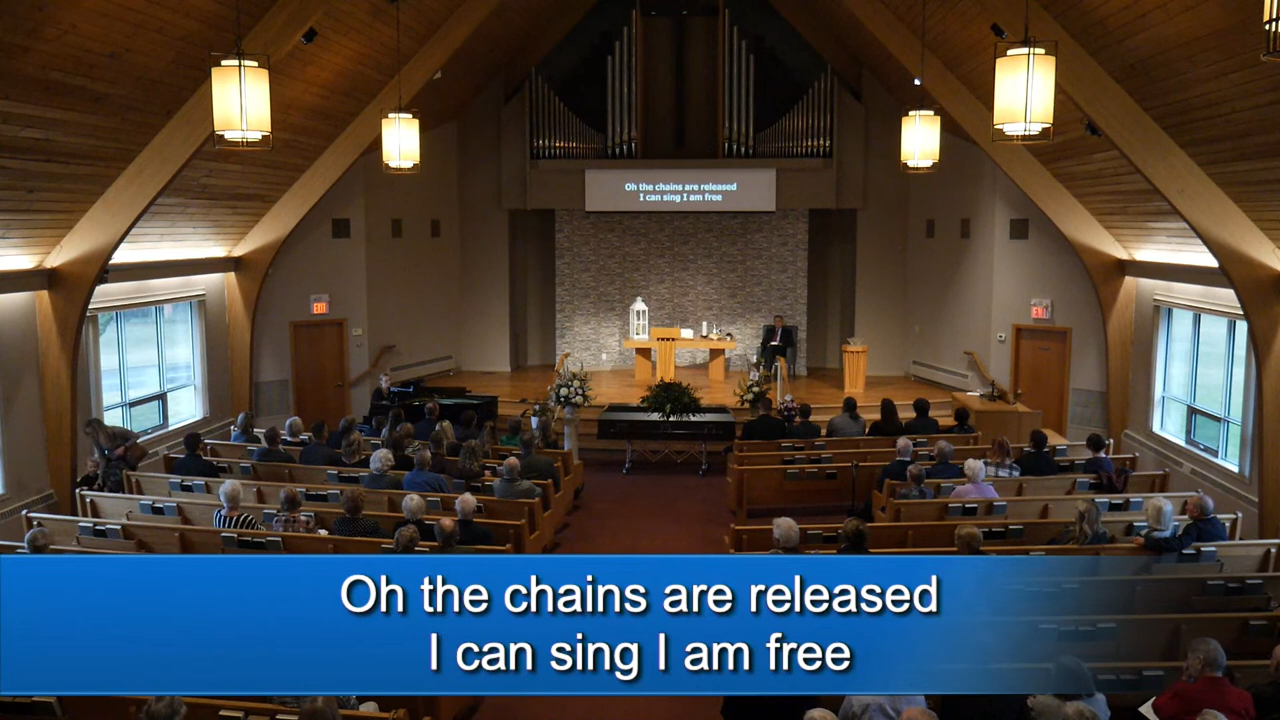 Oh the chains are released
I can sing I am free
EXIT
EXIT
Oh the chains are released
I can sing I am free